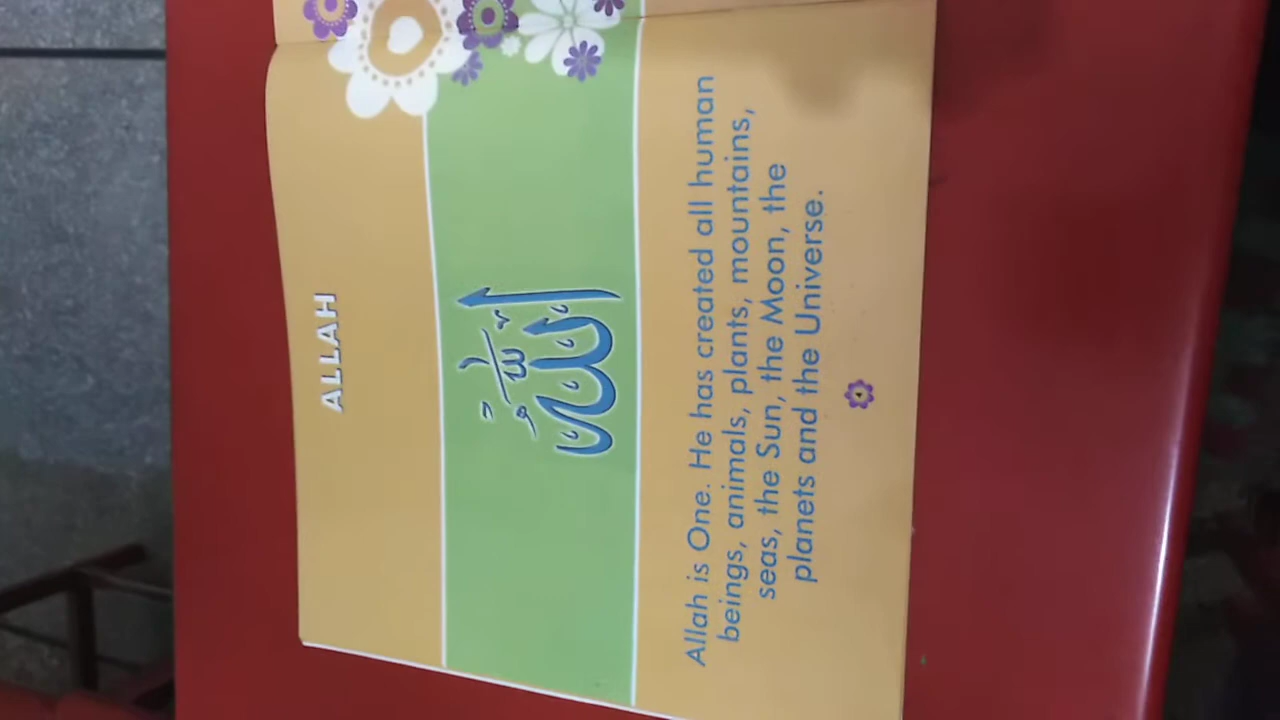 ALLAH
الله
Allah is One. He has created all human
beings, animals, plants, mountains,
seas, the Sun, the Moon, the
planets and the Universe.